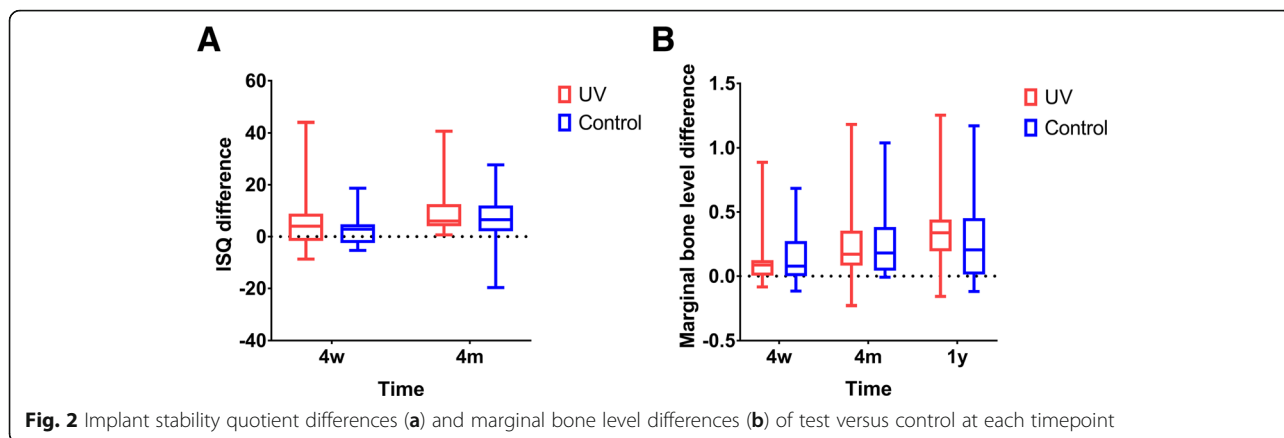 A
ISQ difference
60
40
20
0
-20
-40
4w
4m
Time
UV
Control
B
Marginal bone level difference
1.5
1.0
0.5
0.0
-0.5
4w
4m
1y
Time
UV
Control
Fig. 2 Implant stability quotient differences (a) and marginal bone level differences (b) of test versus control at each timepoint